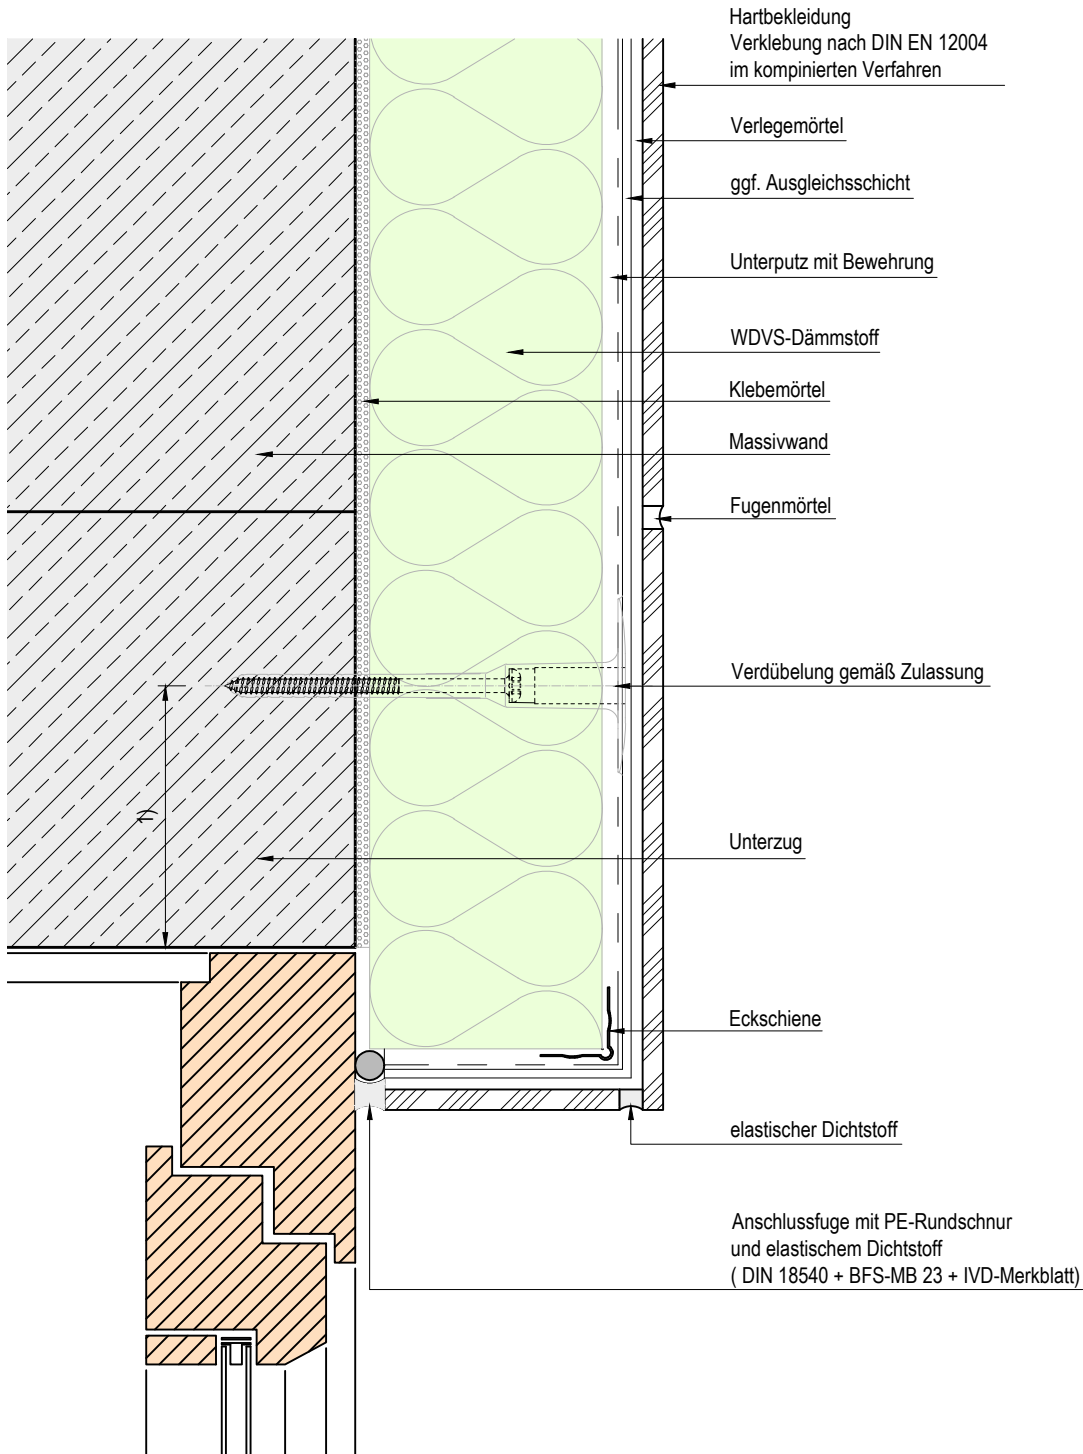 Hartbekleidung
Verklebung nach DIN EN 12004
im kompinierten Verfahren
Verlegemörtel
ggf. Ausgleichsschicht
Unterputz mit Bewehrung
WDVS-Dämmstoff
Klebemörtel
Massivwand
Fugenmörtel
Verdübelung gemäß Zulassung
1)
Unterzug
Eckschiene
elastischer Dichtstoff
Anschlussfuge mit PE-Rundschnur
und elastischem Dichtstoff
( DIN 18540 + BFS-MB 23 + IVD-Merkblatt)